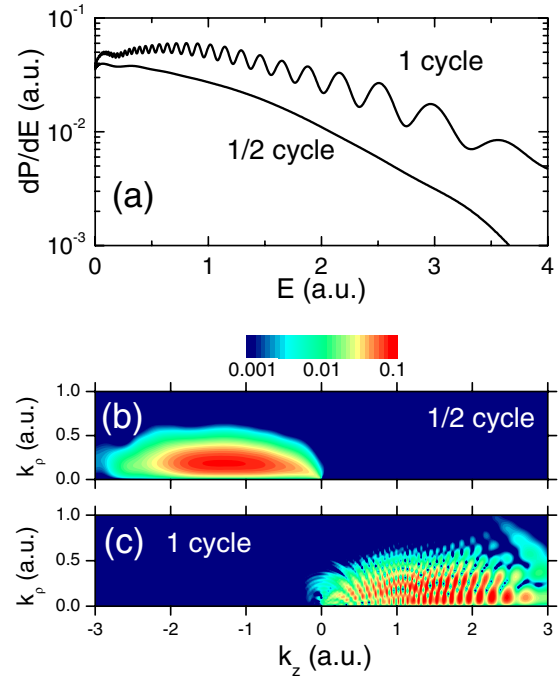 10⁻¹
10⁻²
10⁻³
dP/dE (a.u.)
1 cycle
1/2 cycle
(a)
0 1 2 3 4
E (a.u.)
0.001 0.01 0.1
1.0
0.5
0.0
kρ (a.u.)
(b)
1/2 cycle
1.0
0.5
0.0
kρ (a.u.)
(c) 1 cycle
-3 -2 -1 0 1 2 3
k_z (a.u.)